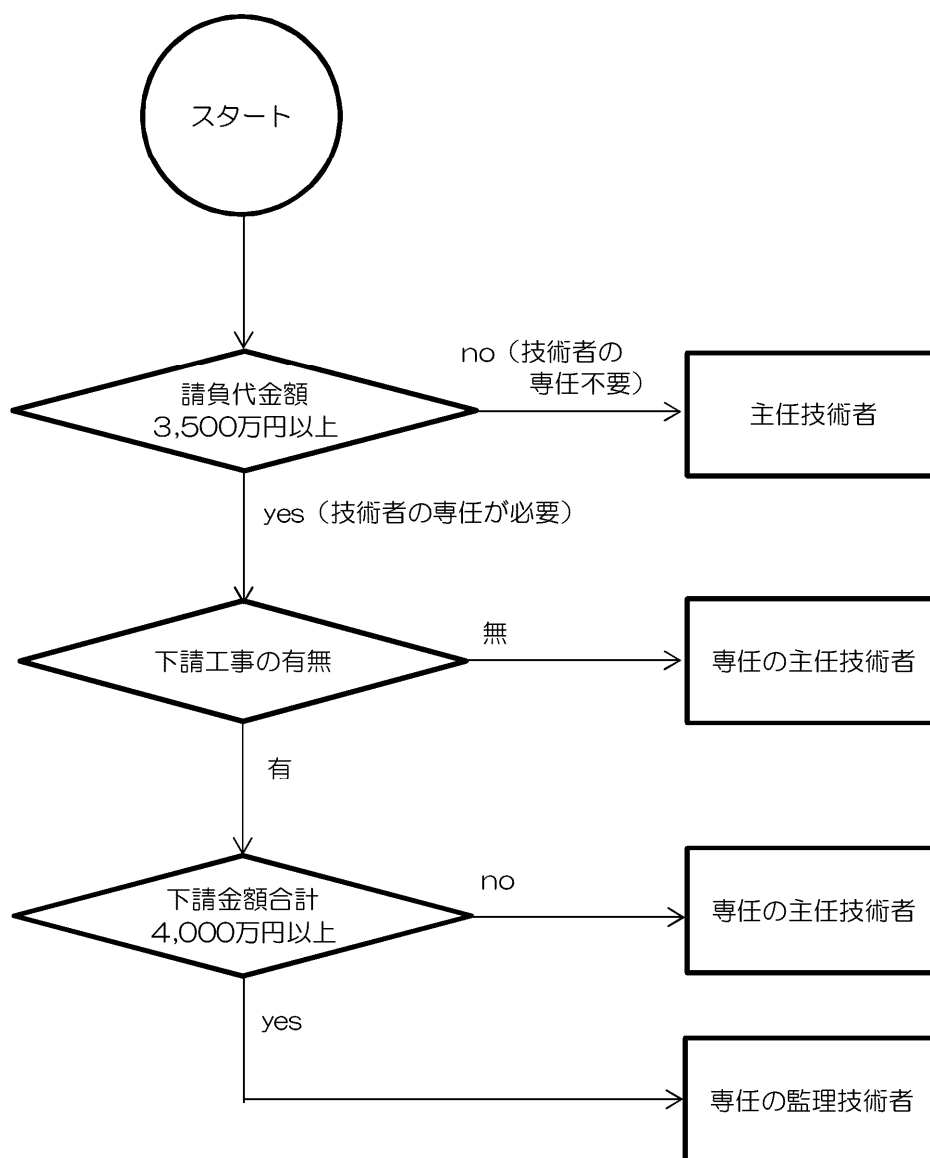 スタート
請負代金額
3,500万円以上
no（技術者の
専任不要）
主任技術者
yes（技術者の専任が必要）
下請工事の有無
無
専任の主任技術者
有
下請金額合計
4,000万円以上
no
専任の主任技術者
yes
専任の監理技術者